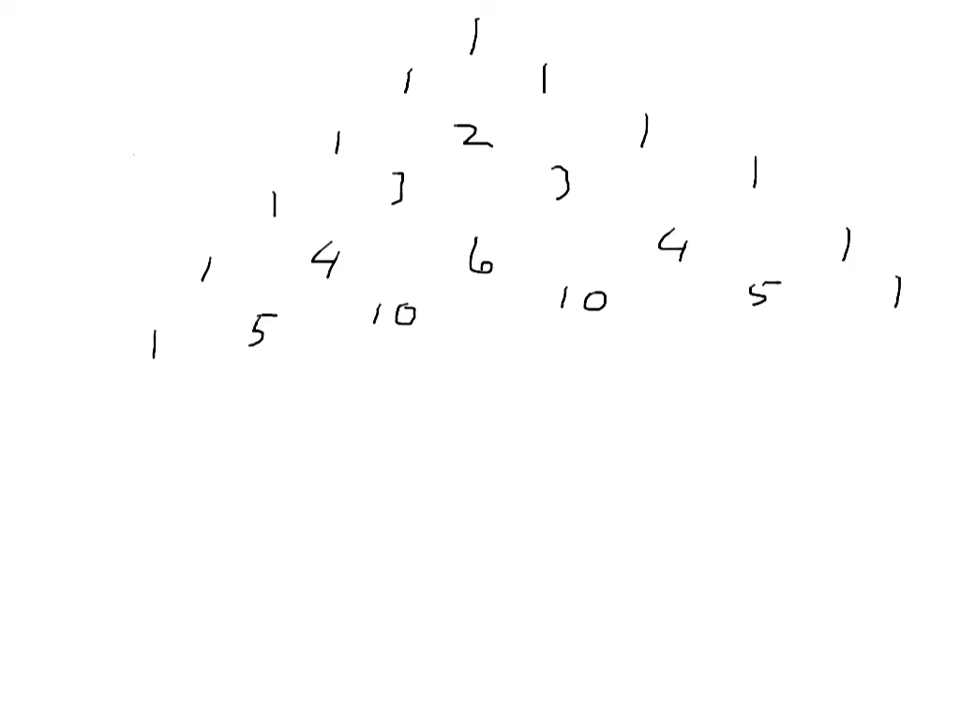 1
1 1
1 2 1
1 3 3 1
1 4 6 4 1
1 5 10 10 5 1